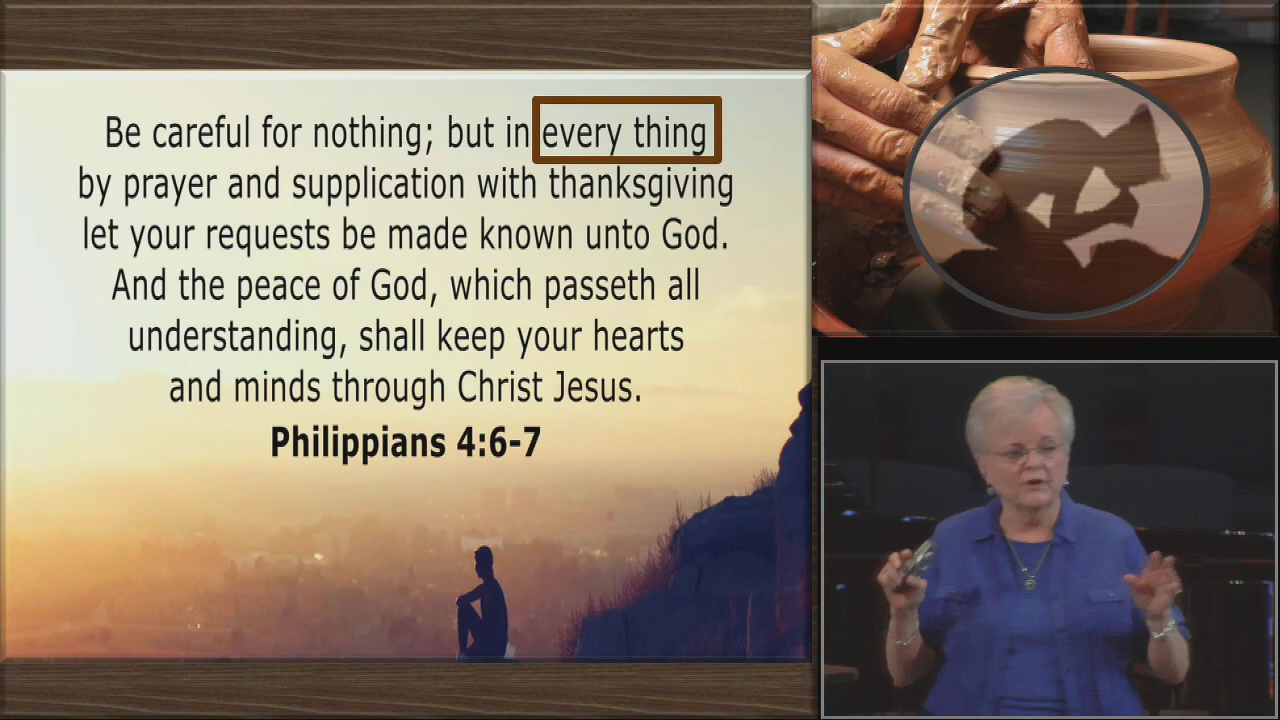 Be careful for nothing; but in every thing
by prayer and supplication with thanksgiving
let your requests be made known unto God.
And the peace of God, which passeth all
understanding, shall keep your hearts
and minds through Christ Jesus.
Philippians 4:6-7